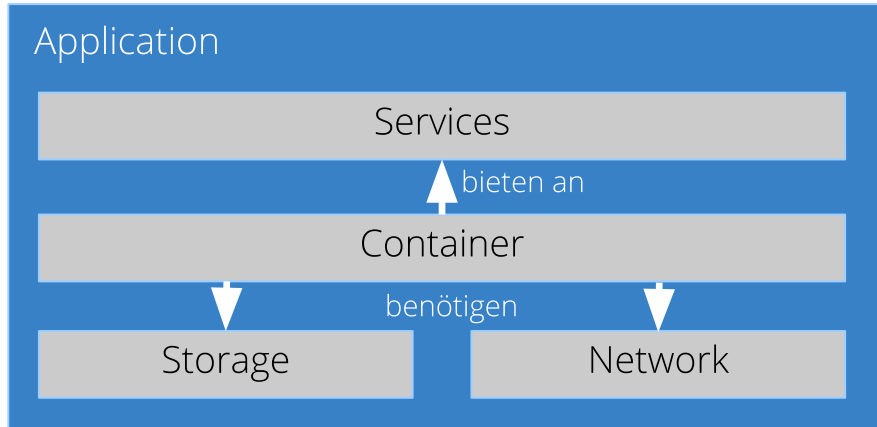 Application
Services
bieten an
Container
benötigen
Storage
Network